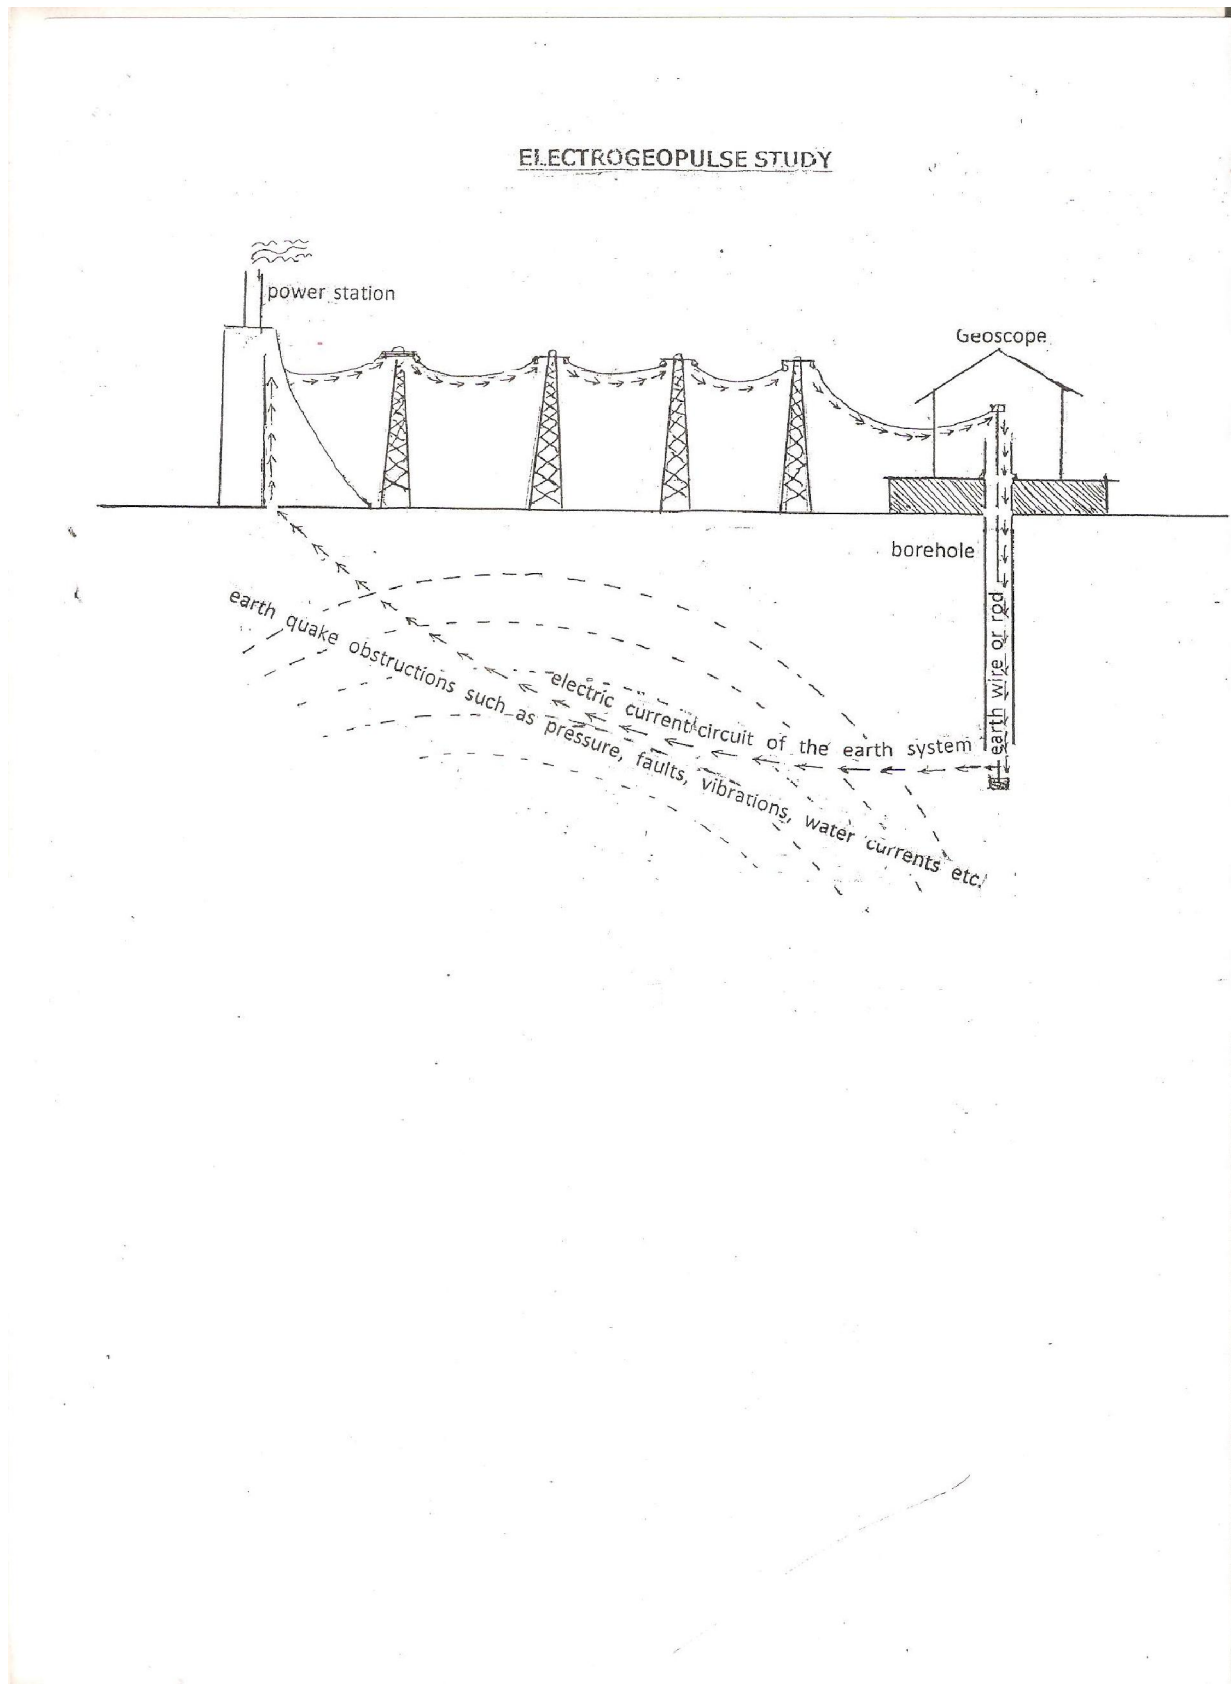 ELECTROGEOPULSE STUDY
power station
Geoscope
borehole
earth wire or rod
electric current circuit of the earth system
earth quake obstructions such as pressure, faults, vibrations, water currents etc.